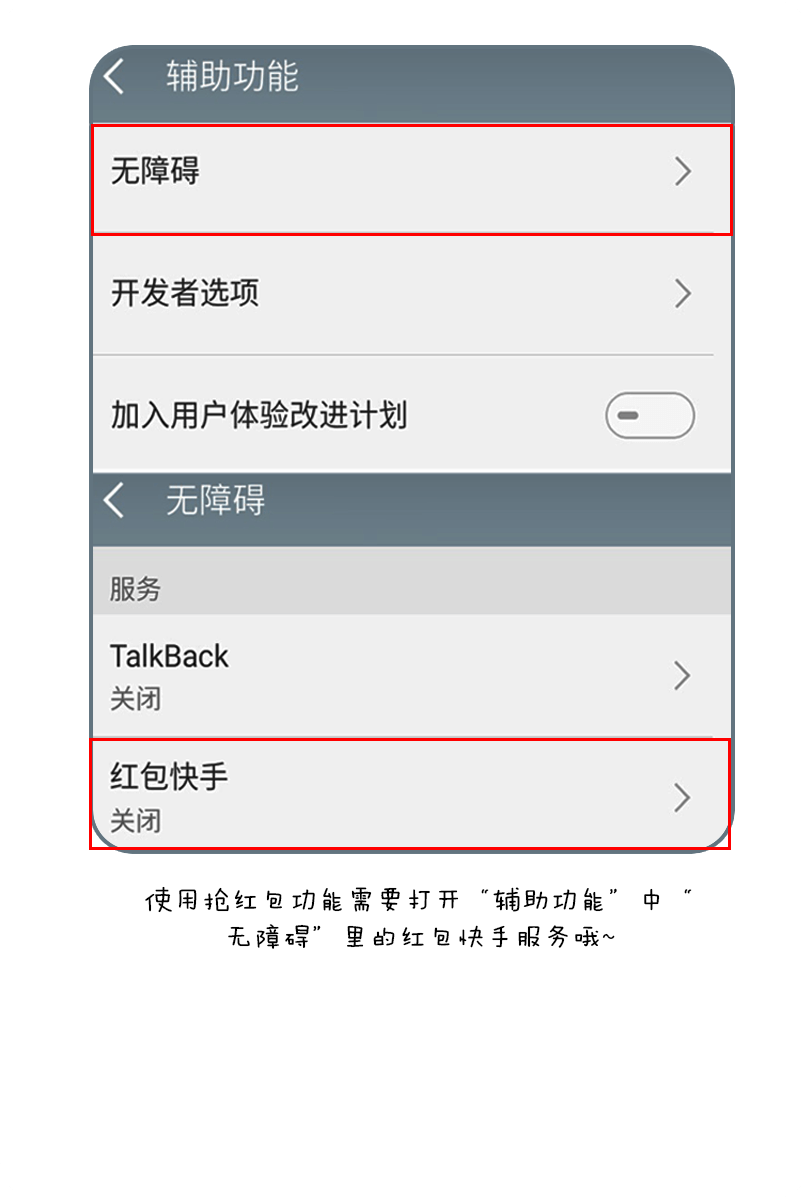 辅助功能
无障碍
开发者选项
加入用户体验改进计划
无障碍
服务
TalkBack
关闭
红包快手
关闭
使用抢红包功能需要打开“辅助功能”中“
无障碍”里的红包快手服务哦~